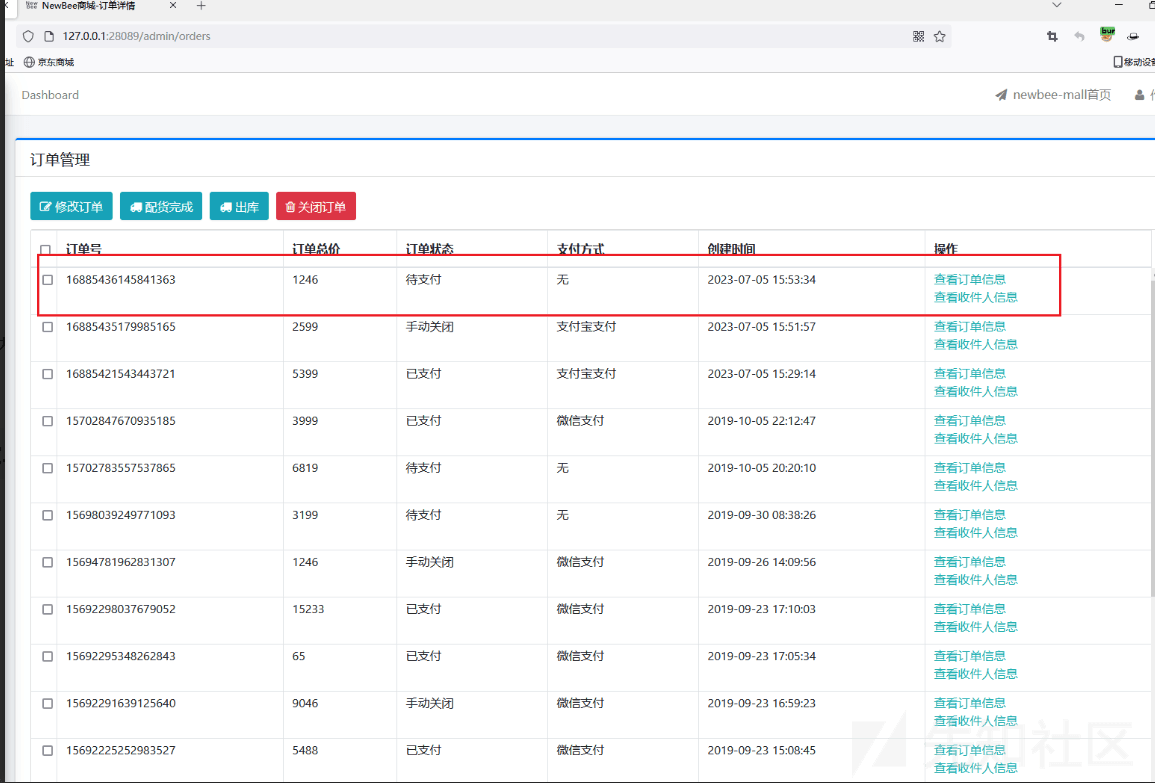 NewBee商城-订单详情
127.0.0.1:28089/admin/orders
址 京东商城 移动设备
Dashboard newbee-mall首页
订单管理
修改订单 配货完成 出库 关闭订单
订单号 订单总价 订单状态 支付方式 创建时间 操作
16885436145841363 1246 待支付 无 2023-07-05 15:53:34 查看订单信息
查看收件人信息
16885435179985165 2599 手动关闭 支付宝支付 2023-07-05 15:51:57 查看订单信息
查看收件人信息
16885421543443721 5399 已支付 支付宝支付 2023-07-05 15:29:14 查看订单信息
查看收件人信息
15702847670935185 3999 已支付 微信支付 2019-10-05 22:12:47 查看订单信息
查看收件人信息
15702783557537865 6819 待支付 无 2019-10-05 20:20:10 查看订单信息
查看收件人信息
15698039249771093 3199 待支付 无 2019-09-30 08:38:26 查看订单信息
查看收件人信息
15694781962831307 1246 手动关闭 微信支付 2019-09-26 14:09:56 查看订单信息
查看收件人信息
15692298037679052 15233 已支付 微信支付 2019-09-23 17:10:03 查看订单信息
查看收件人信息
15692295348262843 65 已支付 微信支付 2019-09-23 17:05:34 查看订单信息
查看收件人信息
15692291639125640 9046 手动关闭 微信支付 2019-09-23 16:59:23 查看订单信息
查看收件人信息
15692225252983527 5488 已支付 微信支付 2019-09-23 15:08:45 查看订单信息
查看收件人信息
先知社区